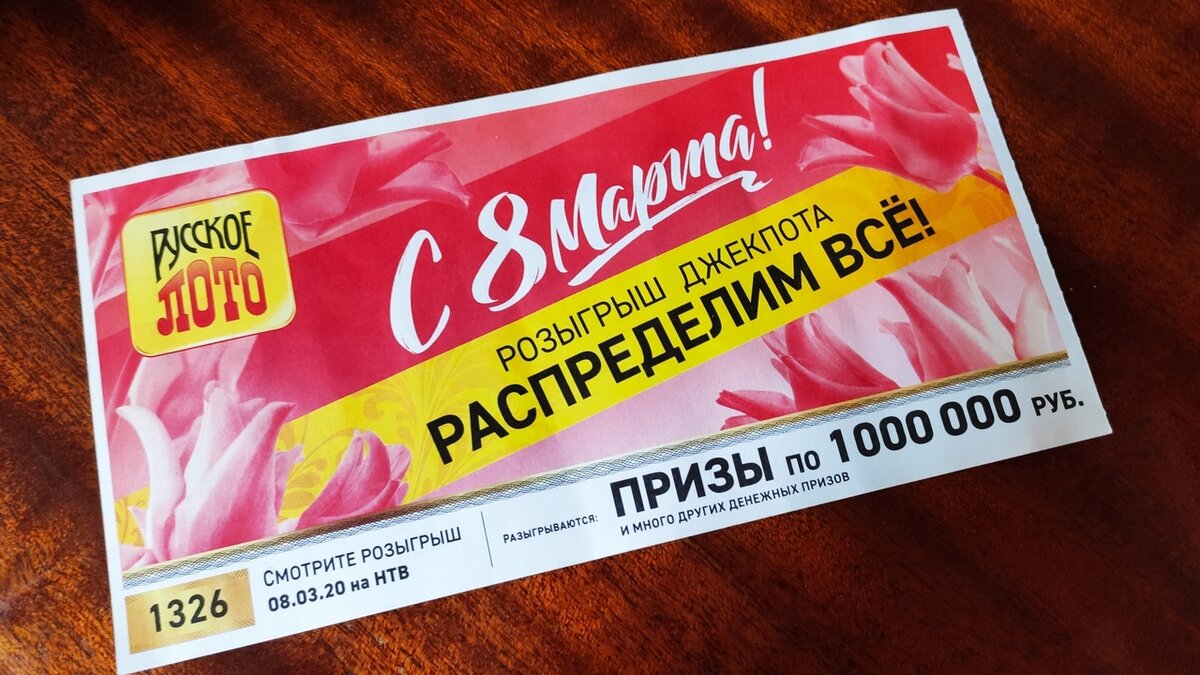 РУССКОЕ
ЛОТО
С 8 Марта!
РОЗЫГРЫШ ДЖЕКПОТА
РАСПРЕДЕЛИМ ВСЁ!
1326
СМОТРИТЕ РОЗЫГРЫШ
08.03.20 на НТВ
РАЗЫГРЫВАЮТСЯ:
ПРИЗЫ по 1 000 000 РУБ.
И МНОГО ДРУГИХ ДЕНЕЖНЫХ ПРИЗОВ